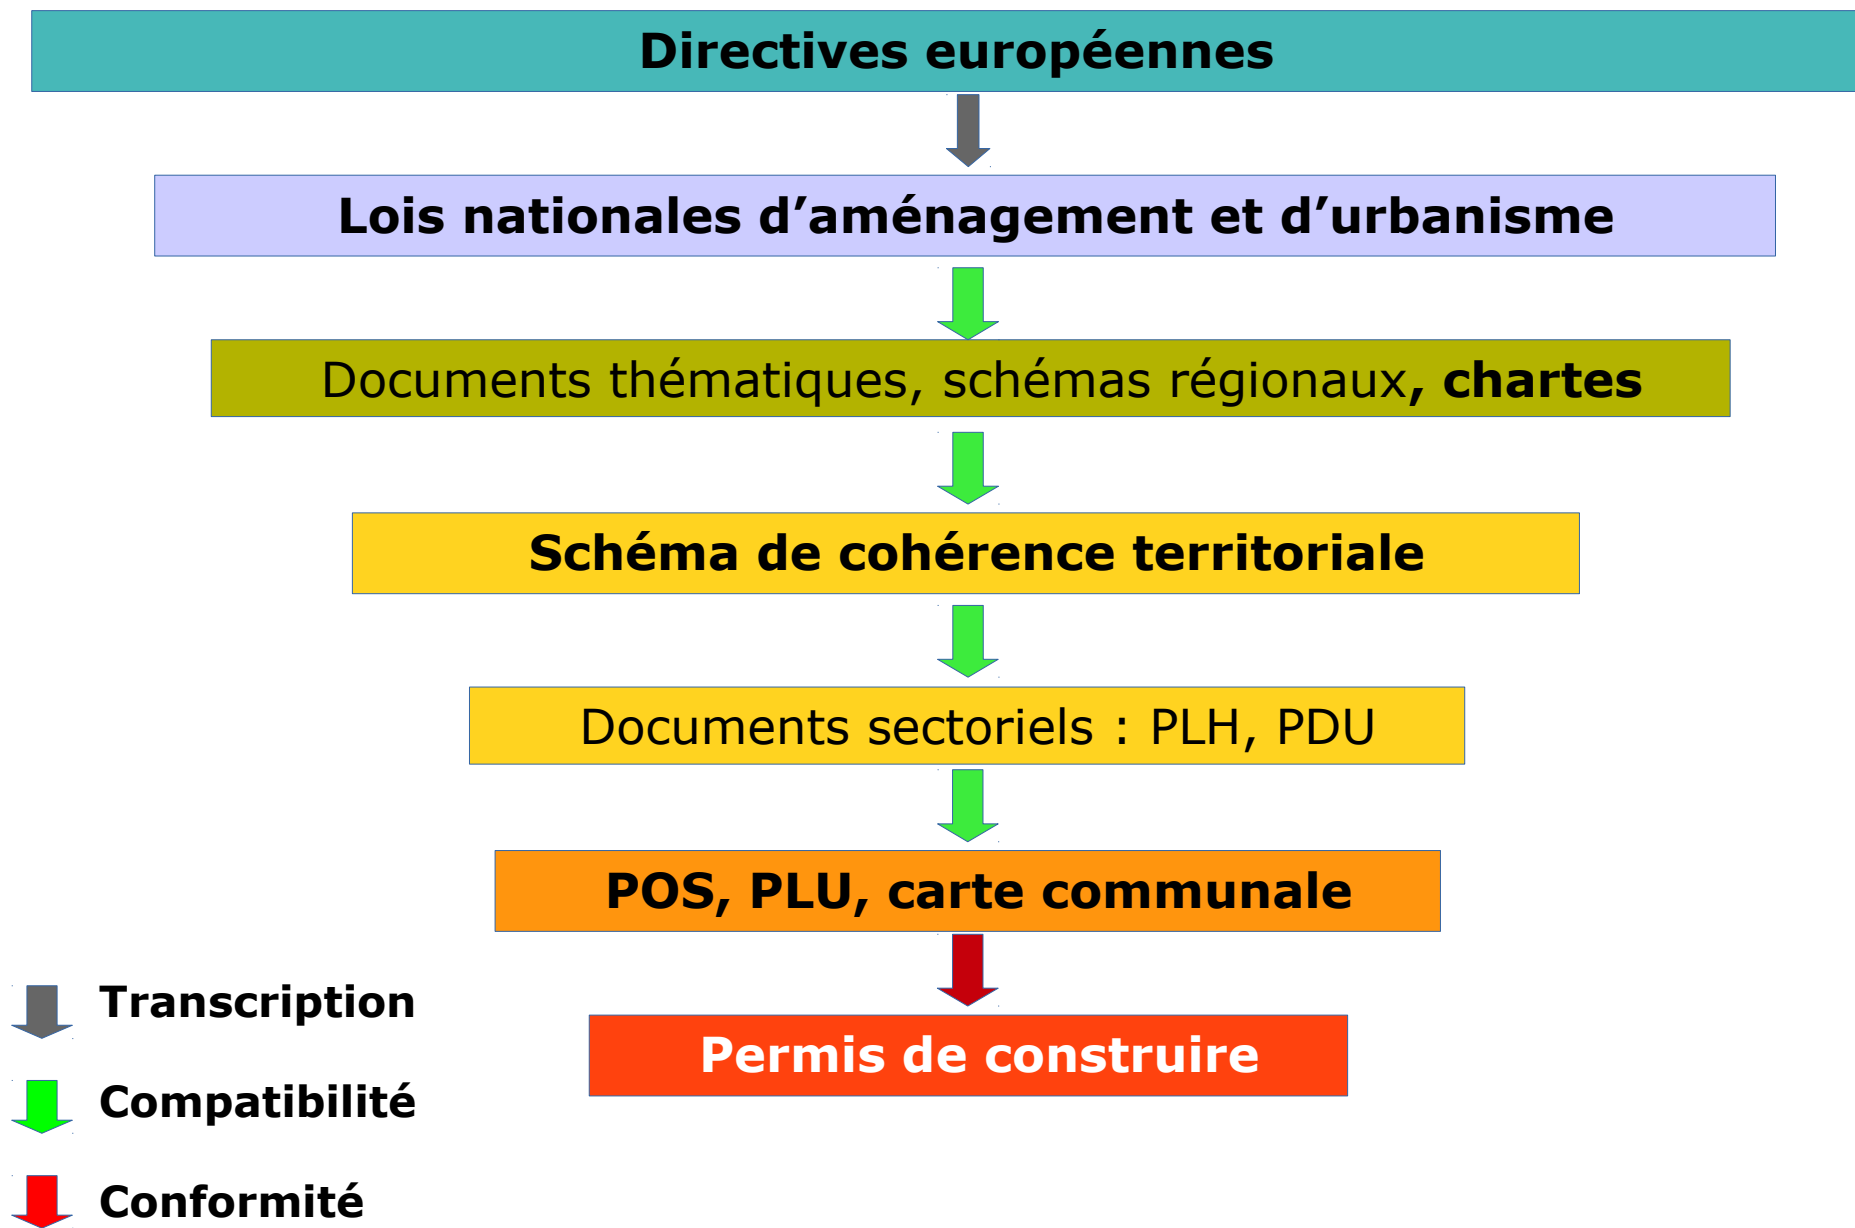 Directives européennes
Lois nationales d’aménagement et d’urbanisme
Documents thématiques, schémas régionaux, chartes
Schéma de cohérence territoriale
Documents sectoriels : PLH, PDU
POS, PLU, carte communale
Permis de construire
Transcription
Compatibilité
Conformité